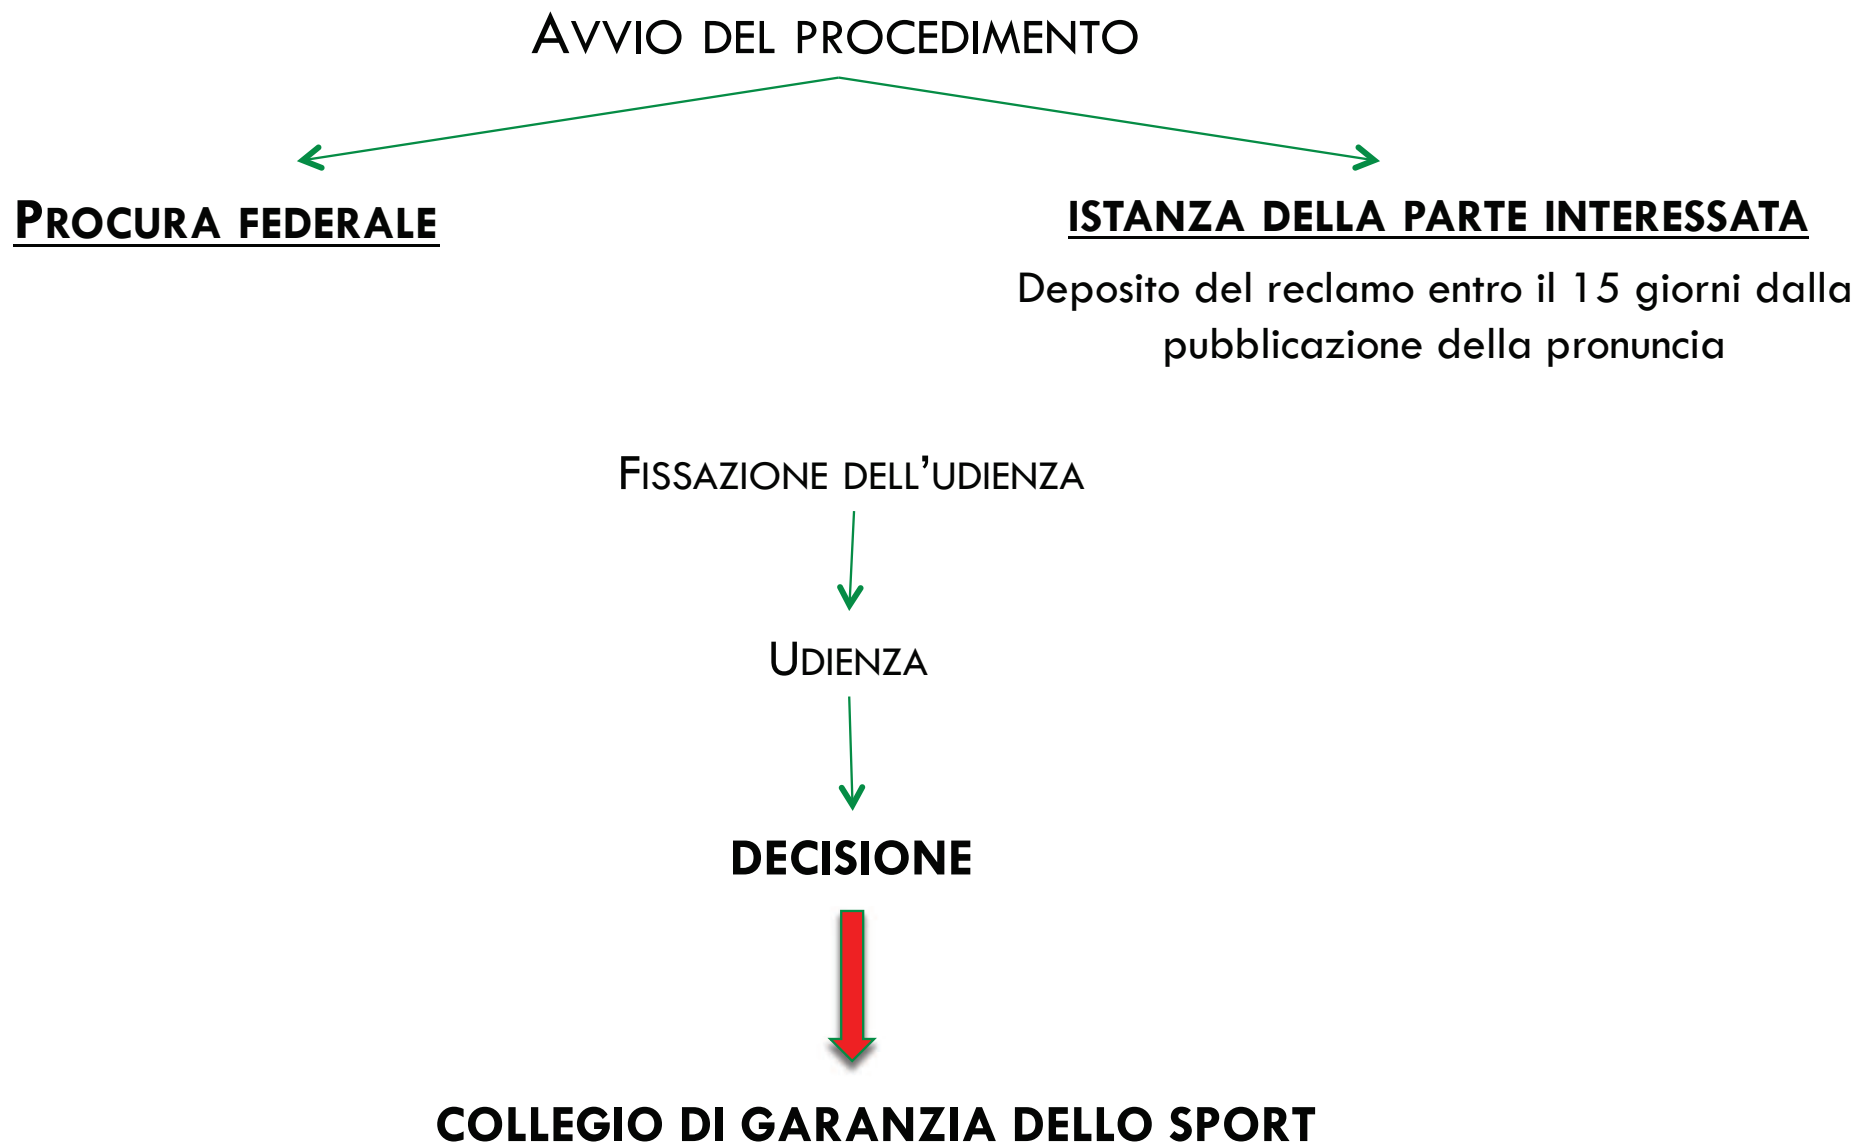 AVVIO DEL PROCEDIMENTO
PROCURA FEDERALE
ISTANZA DELLA PARTE INTERESSATA
Deposito del reclamo entro il 15 giorni dalla
pubblicazione della pronuncia
FISSAZIONE DELL'UDIENZA
UDIENZA
DECISIONE
COLLEGIO DI GARANZIA DELLO SPORT